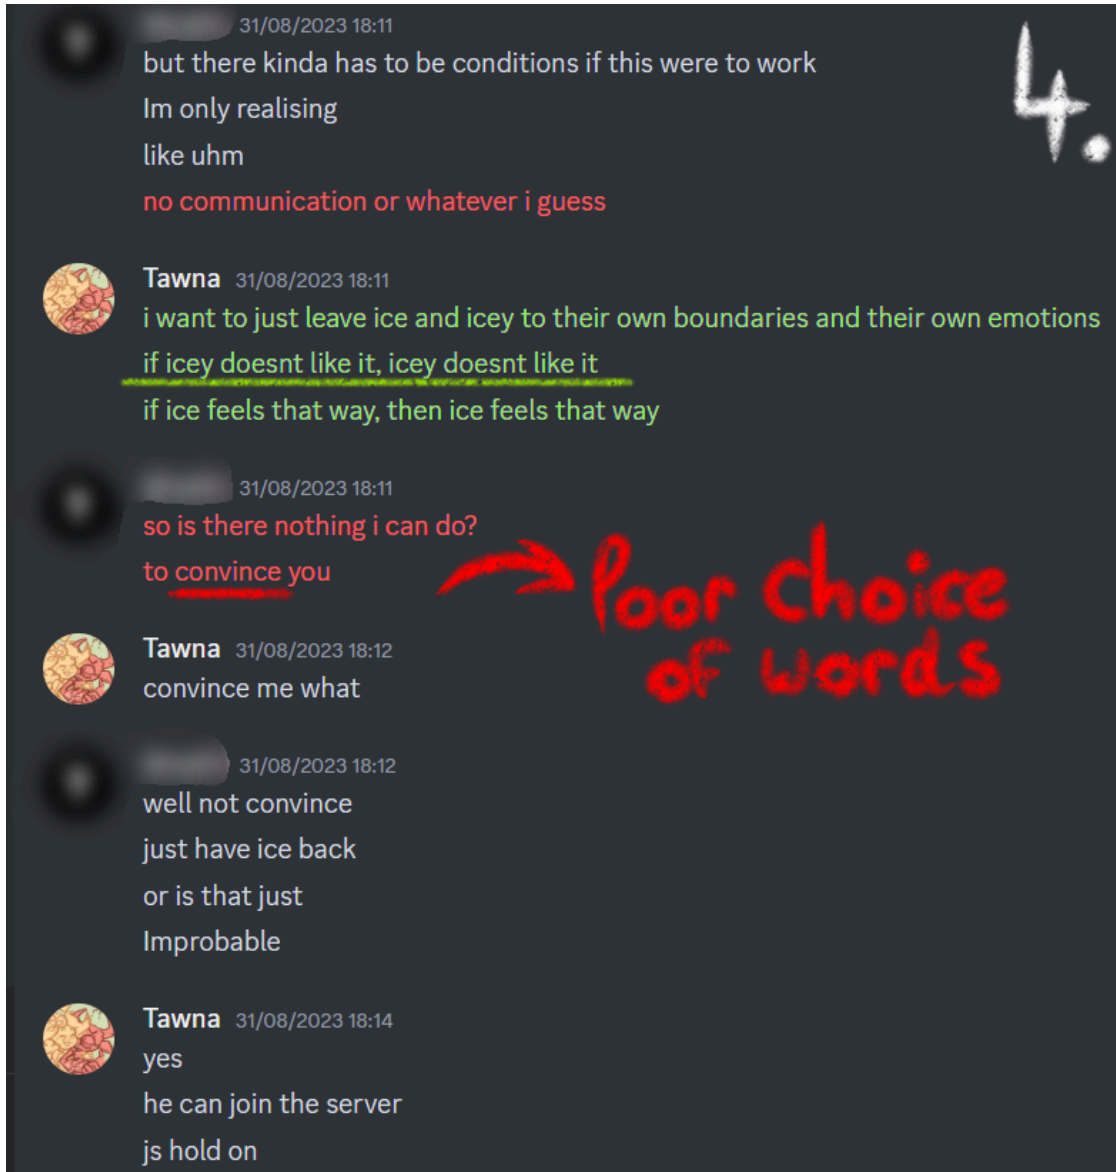 31/08/2023 18:11
4.
but there kinda has to be conditions if this were to work
Im only realising
like uhm
no communication or whatever i guess
Tawna 31/08/2023 18:11
i want to just leave ice and icey to their own boundaries and their own emotions
if icey doesnt like it, icey doesnt like it
if ice feels that way, then ice feels that way
31/08/2023 18:11
so is there nothing i can do?
to convince you
Poor choice
of words
Tawna 31/08/2023 18:12
convince me what
31/08/2023 18:12
well not convince
just have ice back
or is that just
Improbable
Tawna 31/08/2023 18:14
yes
he can join the server
js hold on